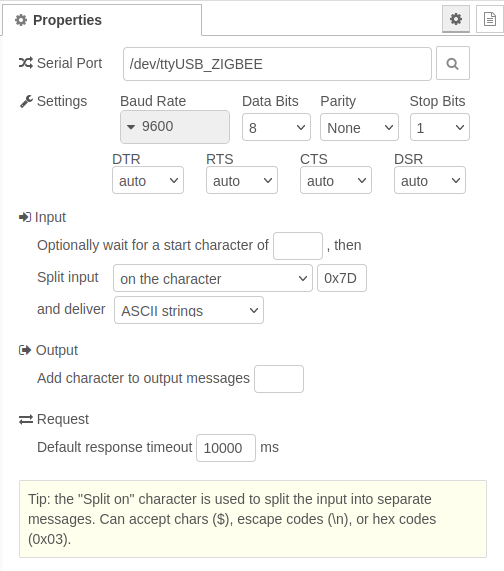 Properties
Serial Port /dev/ttyUSB_ZIGBEE
Settings Baud Rate Data Bits Parity Stop Bits
9600 8 None 1
DTR RTS CTS DSR
auto auto auto auto
Input
Optionally wait for a start character of , then
Split input on the character 0x7D
and deliver ASCII strings
Output
Add character to output messages
Request
Default response timeout 10000 ms
Tip: the "Split on" character is used to split the input into separate
messages. Can accept chars ($), escape codes (\n), or hex codes
(0x03).